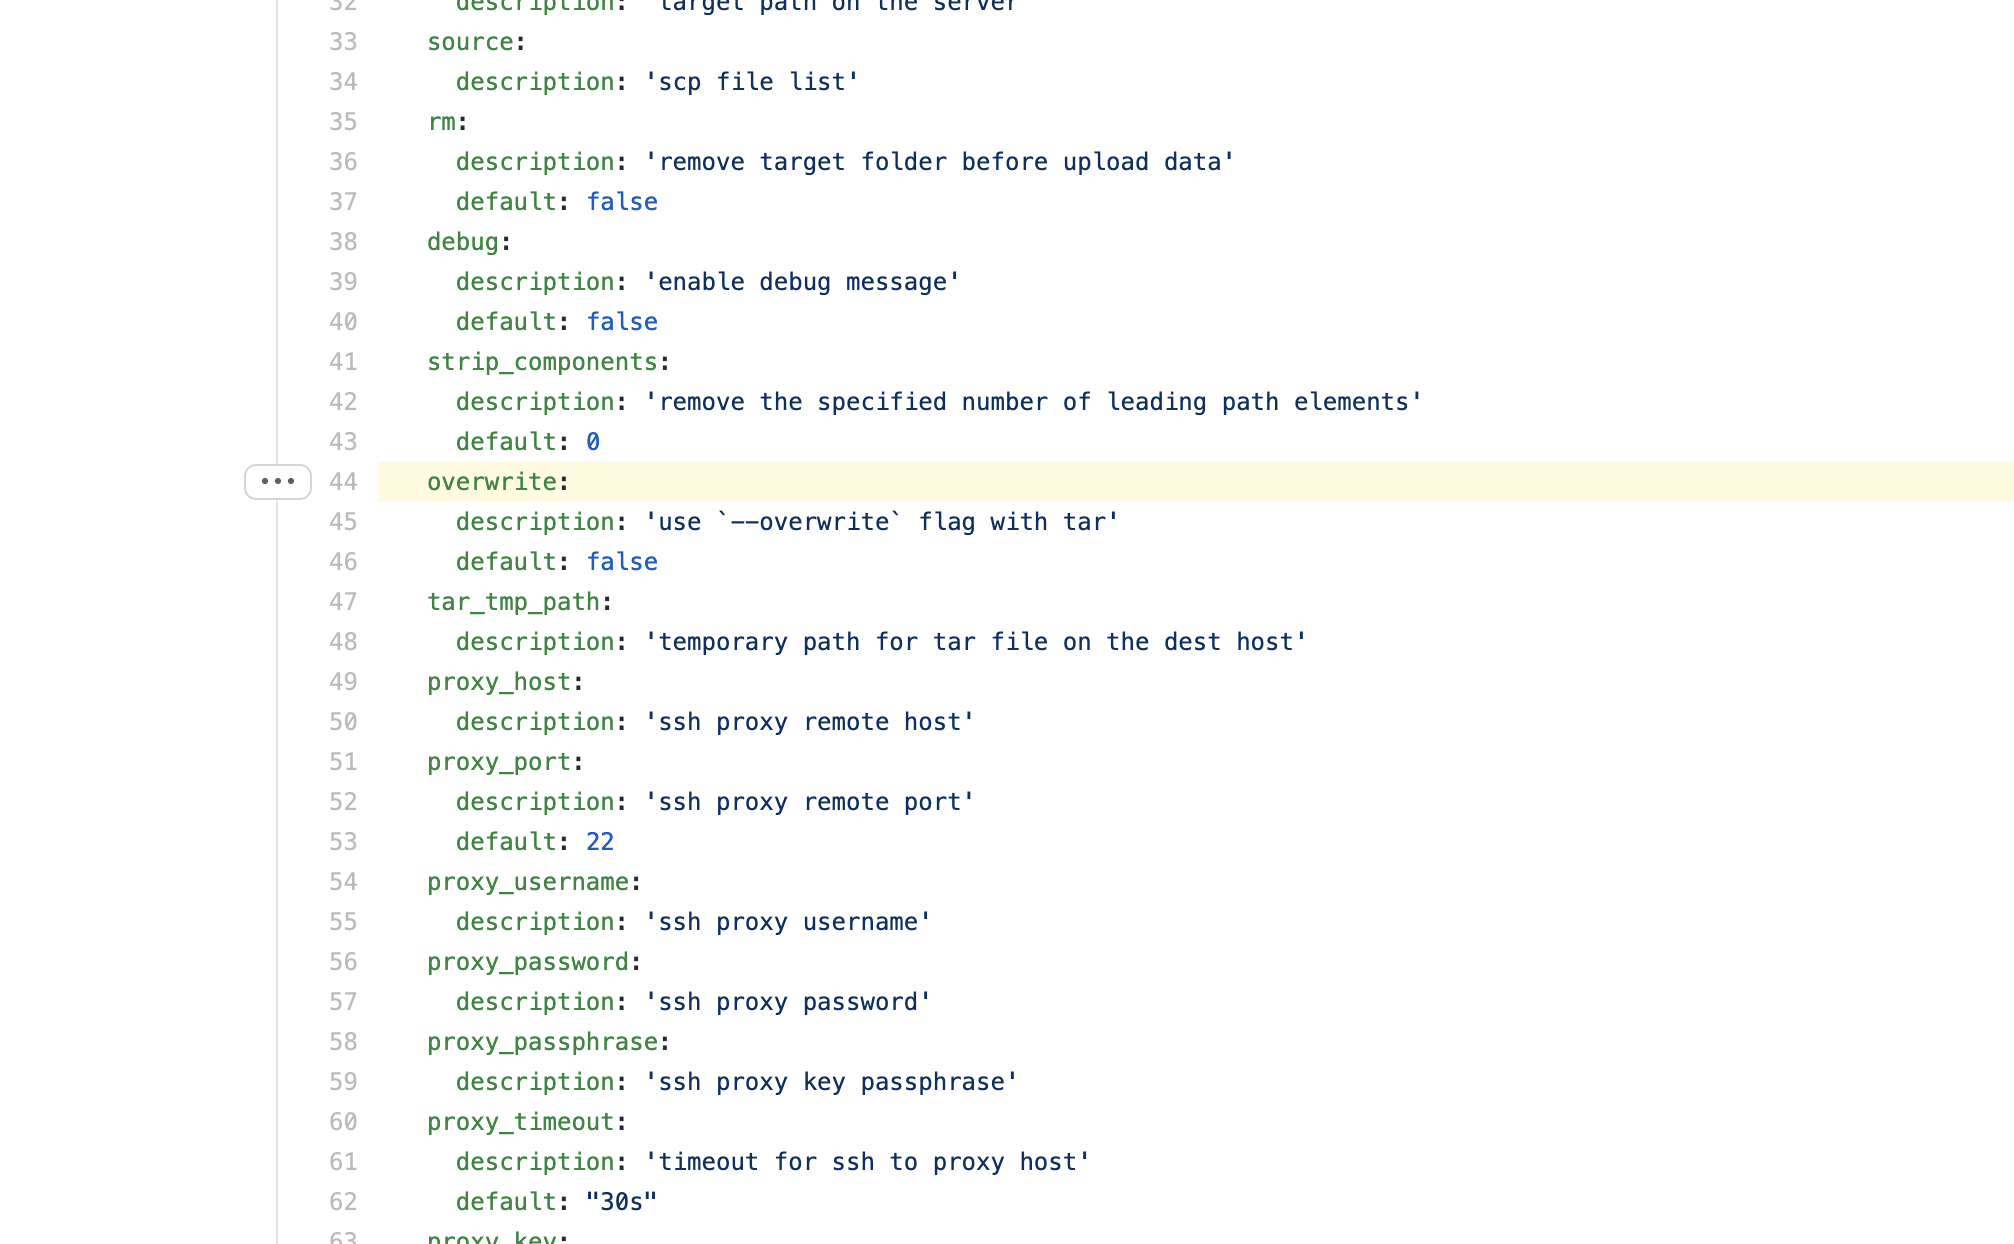 32 description: 'target path on the server'
33 source:
34 description: 'scp file list'
35 rm:
36 description: 'remove target folder before upload data'
37 default: false
38 debug:
39 description: 'enable debug message'
40 default: false
41 strip_components:
42 description: 'remove the specified number of leading path elements'
43 default: 0
44 overwrite:
45 description: 'use `--overwrite` flag with tar'
46 default: false
47 tar_tmp_path:
48 description: 'temporary path for tar file on the dest host'
49 proxy_host:
50 description: 'ssh proxy remote host'
51 proxy_port:
52 description: 'ssh proxy remote port'
53 default: 22
54 proxy_username:
55 description: 'ssh proxy username'
56 proxy_password:
57 description: 'ssh proxy password'
58 proxy_passphrase:
59 description: 'ssh proxy key passphrase'
60 proxy_timeout:
61 description: 'timeout for ssh to proxy host'
62 default: "30s"
63 proxy_key: